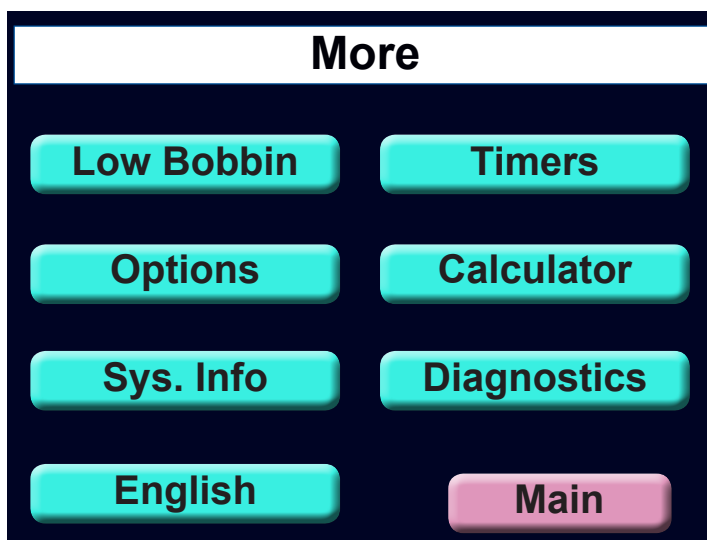 More
Low Bobbin
Timers
Options
Calculator
Sys. Info
Diagnostics
English
Main